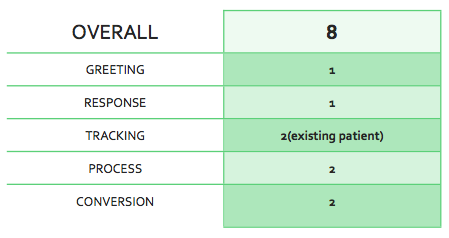 OVERALL 8
GREETING 1
RESPONSE 1
TRACKING 2(existing patient)
PROCESS 2
CONVERSION 2